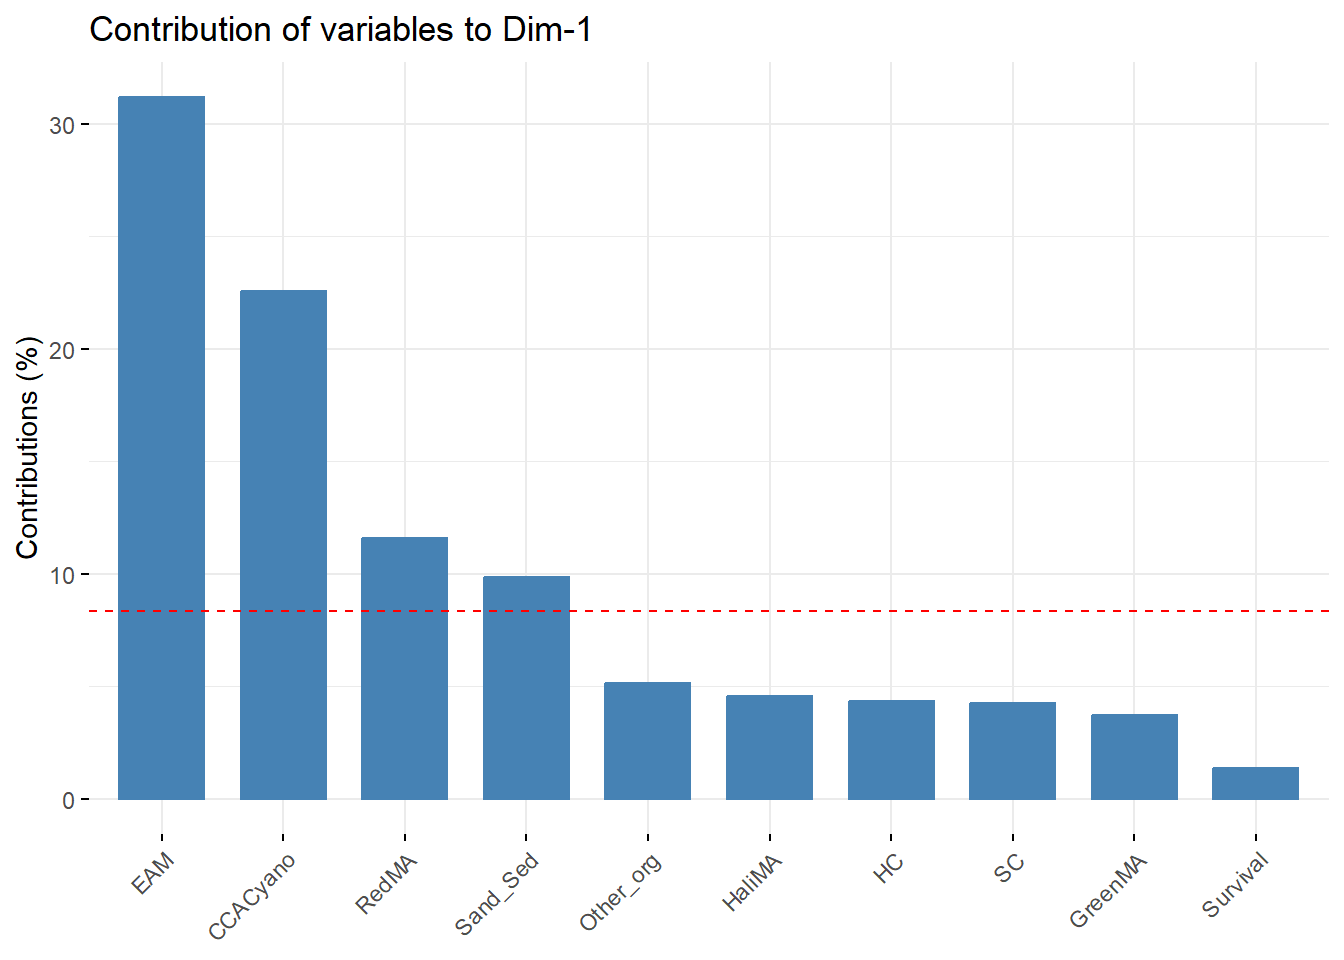 Contribution of variables to Dim-1
Contributions (%)
30
20
10
0
EAM
CCACyano
RedMA
Sand_Sed
Other_org
HaliMA
HC
SC
GreenMA
Survival